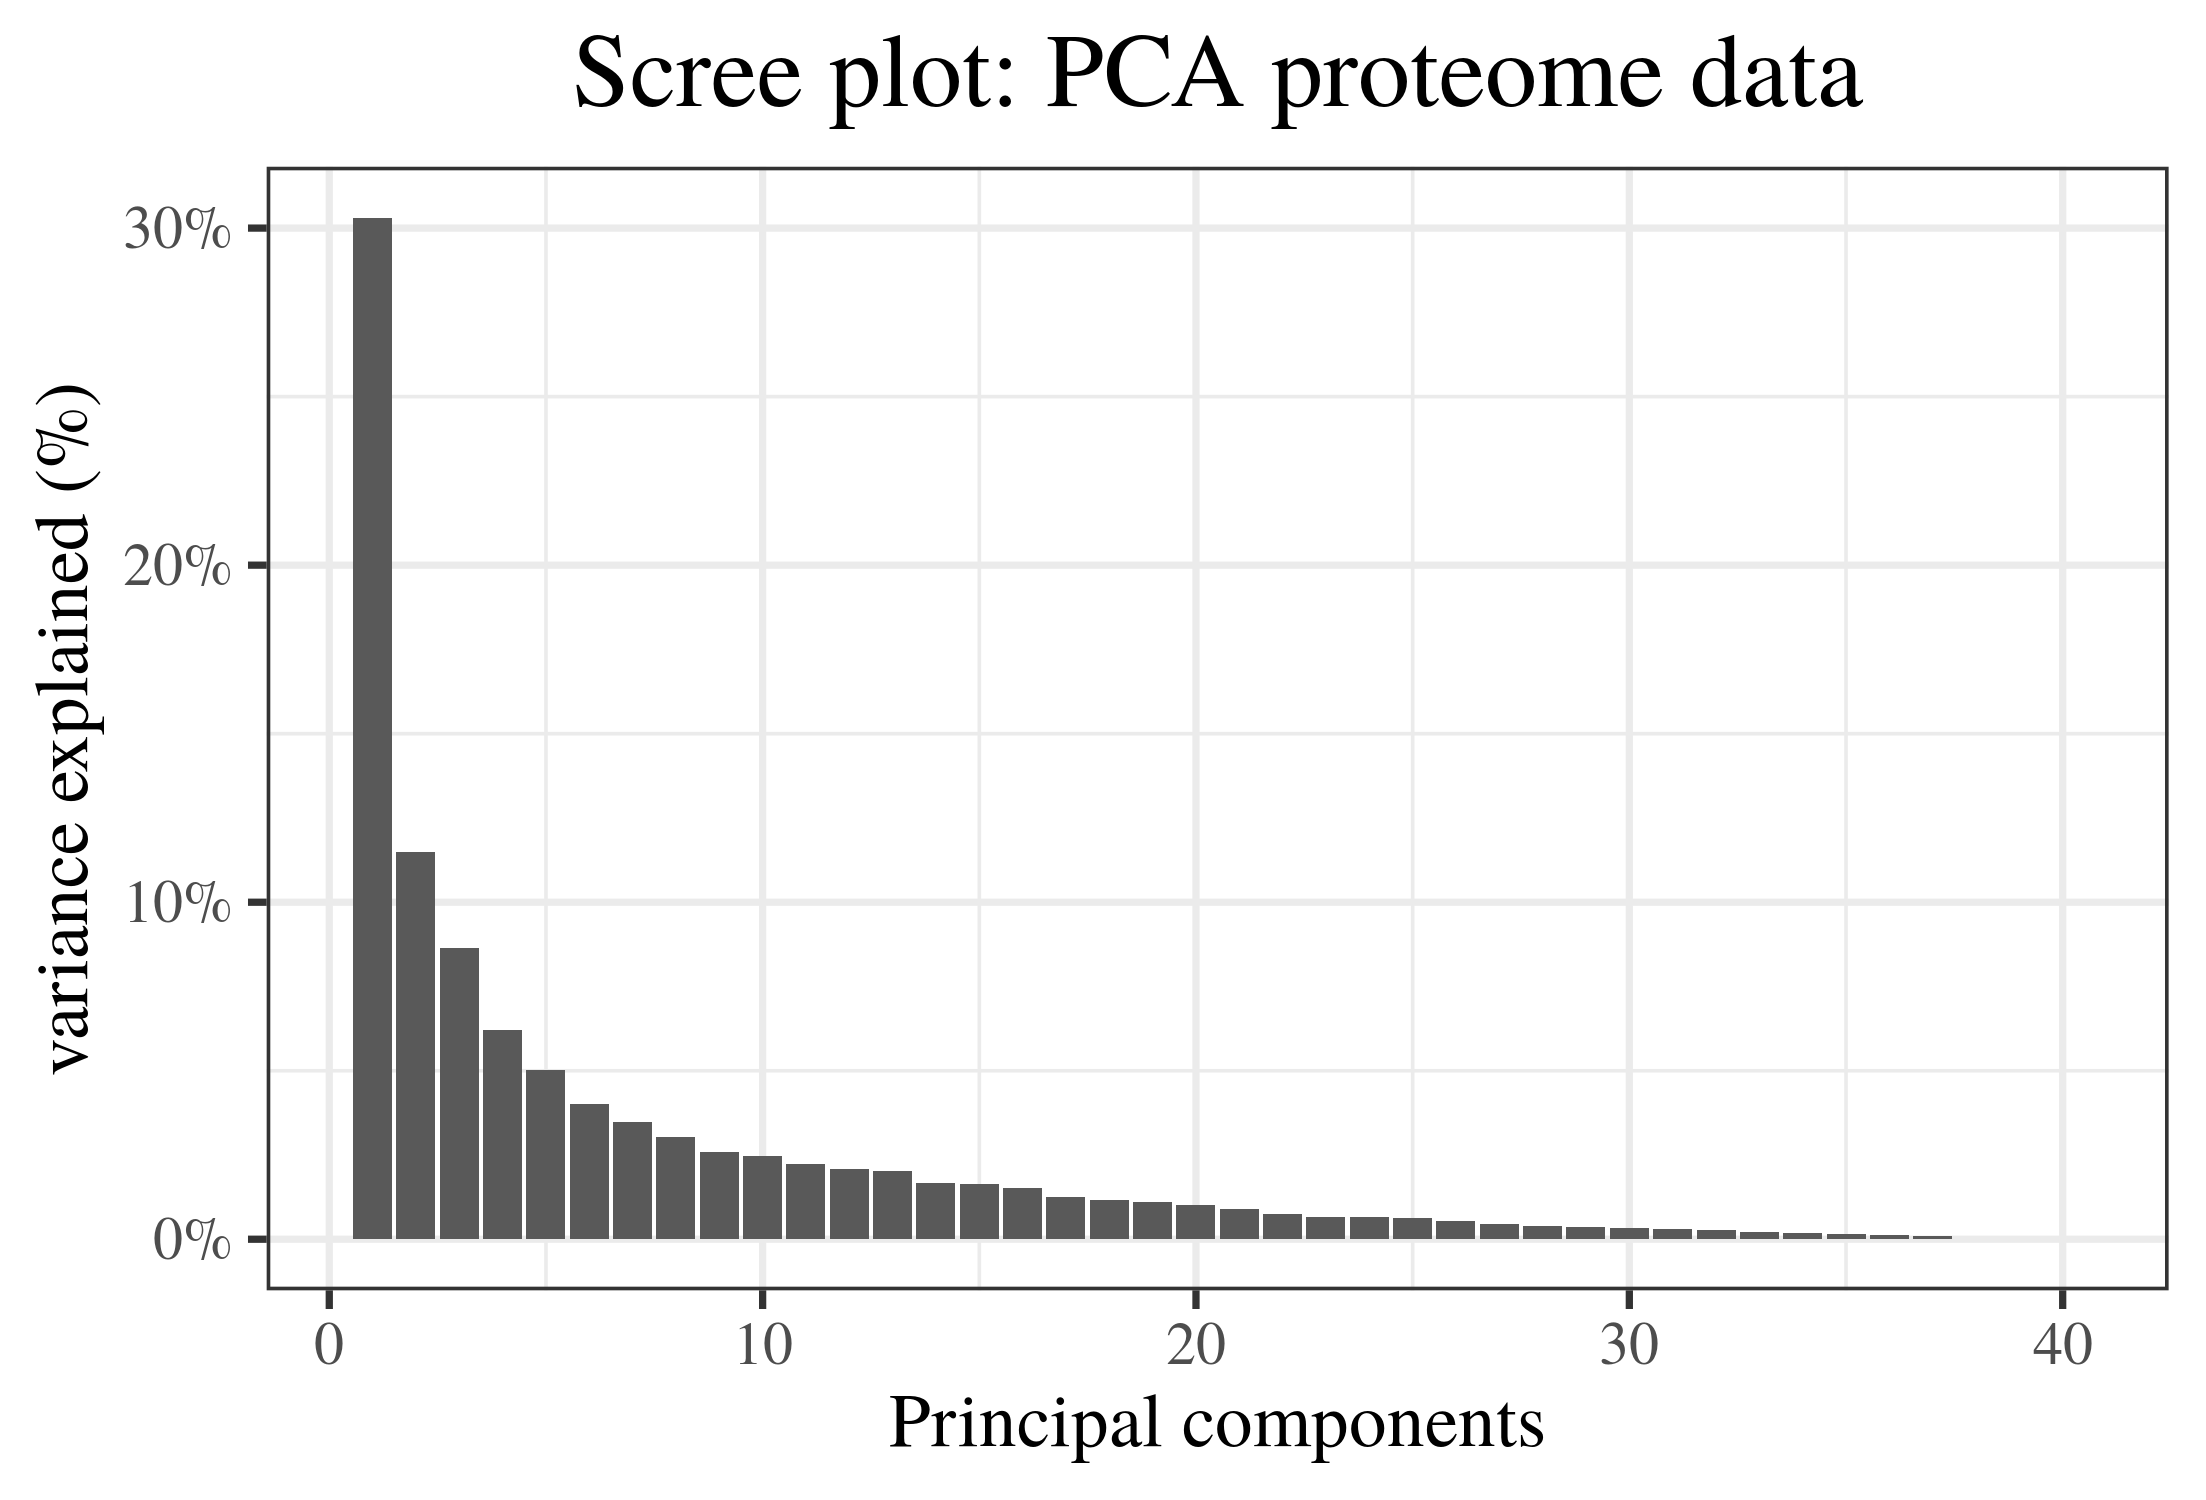 Scree plot: PCA proteome data
variance explained (%)
30%
20%
10%
0%
0 10 20 30 40
Principal components